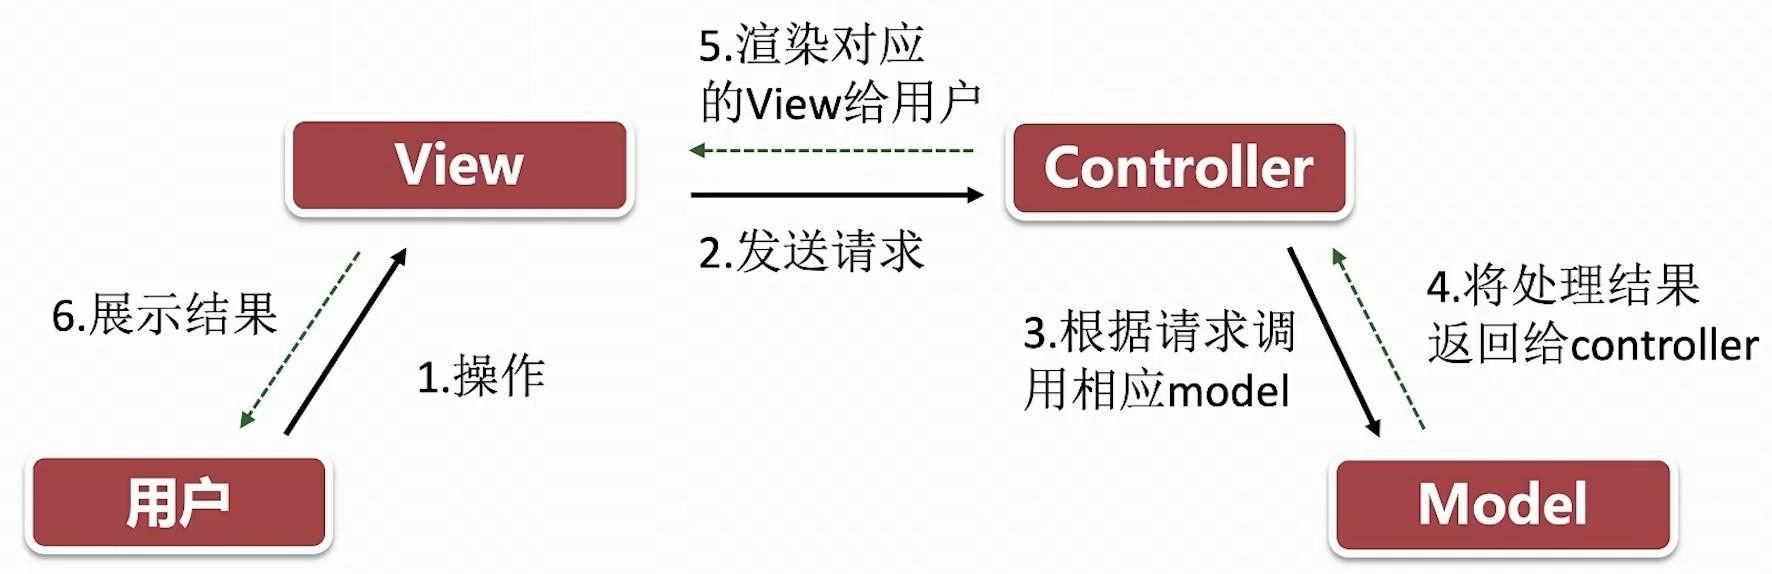 5.渲染对应
的View给用户
View
Controller
2.发送请求
6.展示结果
1.操作
3.根据请求调
用相应model
4.将处理结果
返回给controller
用户
Model